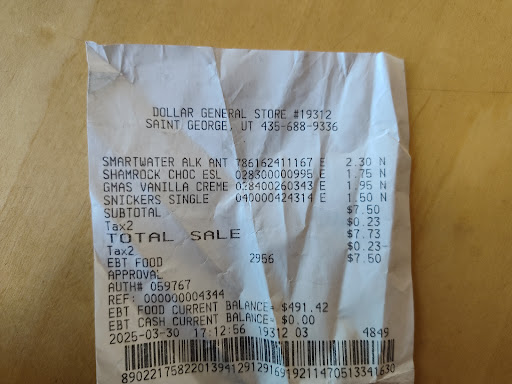 DOLLAR GENERAL STORE #19312
SAINT GEORGE, UT 435-688-9336
SMARTWATER ALK ANT 786162411167 E 2.30 N
SHAMROCK CHOC ESL 028300000995 E 1.75 N
GMAS VANILLA CREME 028400260343 E 1.95 N
SNICKERS SINGLE 040000424314 E 1.50 N
SUBTOTAL $7.50
Tax2 $0.23
TOTAL SALE $7.73
Tax2 $0.23-
EBT FOOD 2956 $7.50
APPROVAL
AUTH# 059767
REF: 000000004344
EBT FOOD CURRENT BALANCE= $491.42
EBT CASH CURRENT BALANCE= $0.00
2025-03-30 17:12:56 19312 03 4849